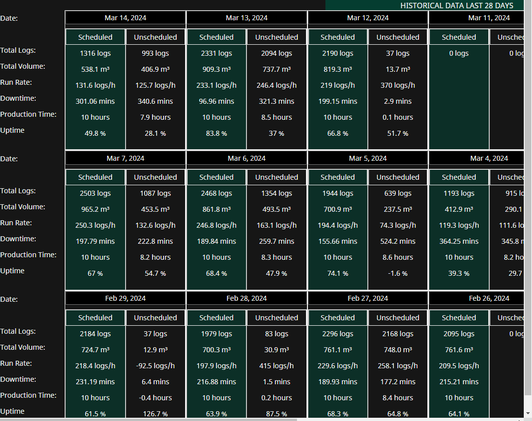 HISTORICAL DATA LAST 28 DAYS
Date: Mar 14, 2024 Mar 13, 2024 Mar 12, 2024 Mar 11, 2024
Scheduled Unscheduled Scheduled Unscheduled Scheduled Unscheduled Scheduled Unsched
Total Logs: 1316 logs 993 logs 2331 logs 2094 logs 2190 logs 37 logs 0 logs 0 log
Total Volume: 538.1 m³ 406.9 m³ 909.3 m³ 737.7 m³ 819.3 m³ 13.7 m³
Run Rate: 131.6 logs/h 125.7 logs/h 233.1 logs/h 246.4 logs/h 219 logs/h 370 logs/h
Downtime: 301.06 mins 340.6 mins 96.96 mins 321.3 mins 199.15 mins 2.9 mins
Production Time: 10 hours 7.9 hours 10 hours 8.5 hours 10 hours 0.1 hours
Uptime 49.8 % 28.1 % 83.8 % 37 % 66.8 % 51.7 %
Date: Mar 7, 2024 Mar 6, 2024 Mar 5, 2024 Mar 4, 2024
Scheduled Unscheduled Scheduled Unscheduled Scheduled Unscheduled Scheduled Unsched
Total Logs: 2503 logs 1087 logs 2468 logs 1354 logs 1944 logs 639 logs 1193 logs 915 lo
Total Volume: 965.2 m³ 453.5 m³ 861.8 m³ 493.5 m³ 700.9 m³ 237.5 m³ 412.9 m³ 290.1
Run Rate: 250.3 logs/h 132.6 logs/h 246.8 logs/h 163.1 logs/h 194.4 logs/h 74.3 logs/h 119.3 logs/h 111.6 lo
Downtime: 197.79 mins 222.8 mins 189.84 mins 259.7 mins 155.66 mins 524.2 mins 364.25 mins 345.8 m
Production Time: 10 hours 8.2 hours 10 hours 8.3 hours 10 hours 8.6 hours 10 hours 8.2 ho
Uptime 67 % 54.7 % 68.4 % 47.9 % 74.1 % -1.6 % 39.3 % 29.7
Date: Feb 29, 2024 Feb 28, 2024 Feb 27, 2024 Feb 26, 2024
Scheduled Unscheduled Scheduled Unscheduled Scheduled Unscheduled Scheduled Unsched
Total Logs: 2184 logs 37 logs 1979 logs 83 logs 2296 logs 2168 logs 2095 logs 0 log
Total Volume: 724.7 m³ 12.9 m³ 700.3 m³ 30.9 m³ 761.1 m³ 748.0 m³ 761.6 m³
Run Rate: 218.4 logs/h -92.5 logs/h 197.9 logs/h 415 logs/h 229.6 logs/h 258.1 logs/h 209.5 logs/h
Downtime: 231.19 mins 6.4 mins 216.88 mins 1.5 mins 189.93 mins 177.2 mins 215.21 mins
Production Time: 10 hours -0.4 hours 10 hours 0.2 hours 10 hours 8.4 hours 10 hours
Uptime 61.5 % 126.7 % 63.9 % 87.5 % 68.3 % 64.8 % 64.1 %